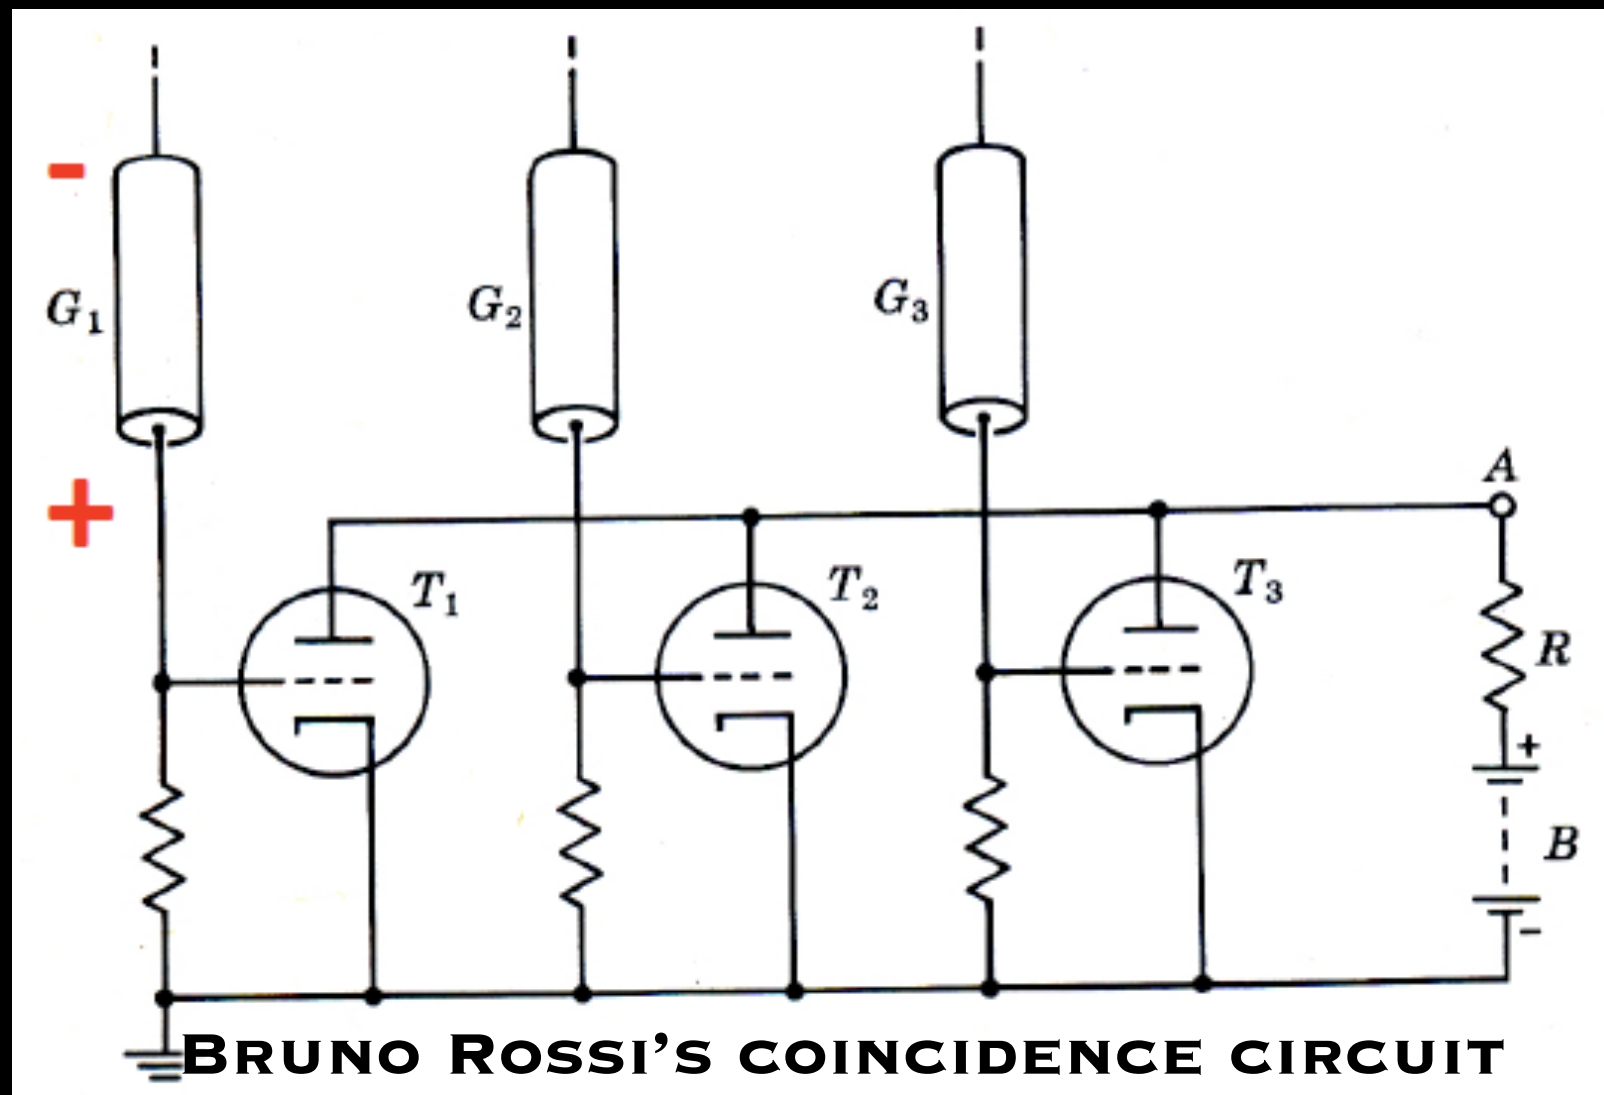 -
G₁
G₂
G₃
+
A
T₁
T₂
T₃
R
+
B
-
BRUNO ROSSI’S COINCIDENCE CIRCUIT